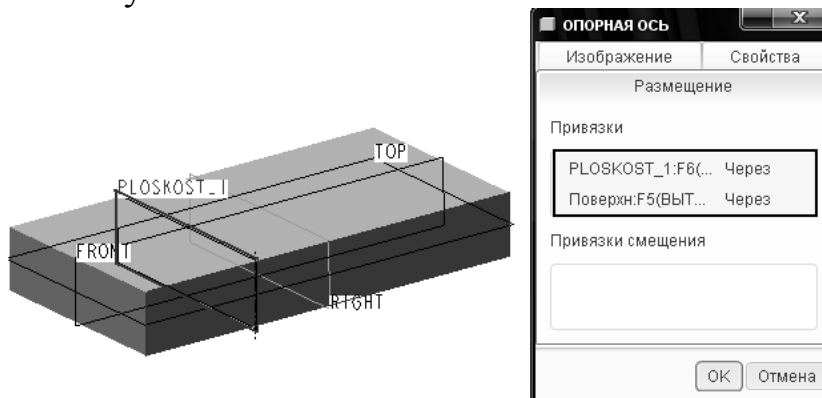 TOP
PLOSKOST_1
FRONT
RIGHT
ОПОРНАЯ ОСЬ
x
Изображение Свойства
Размещение
Привязки
PLOSKOST_1:F6(... Через
Поверхн:F5(ВЫТ... Через
Привязки смещения
OK Отмена